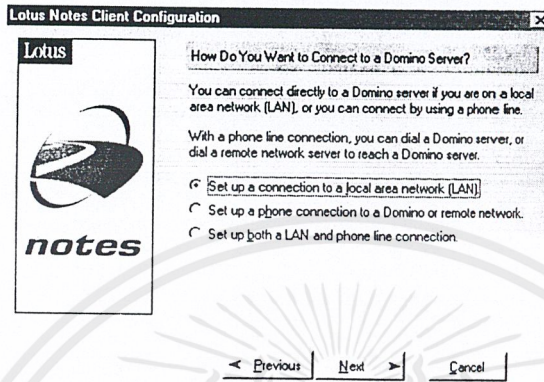 Lotus Notes Client Configuration
Lotus
notes
How Do You Want to Connect to a Domino Server?
You can connect directly to a Domino server if you are on a local
area network (LAN), or you can connect by using a phone line.
With a phone line connection, you can dial a Domino server, or
dial a remote network server to reach a Domino server.
Set up a connection to a local area network (LAN).
Set up a phone connection to a Domino or remote network.
Set up both a LAN and phone line connection.
Previous Next Cancel